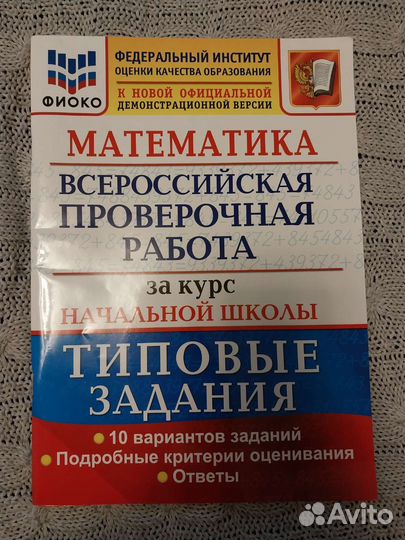 ФЕДЕРАЛЬНЫЙ ИНСТИТУТ
ОЦЕНКИ КАЧЕСТВА ОБРАЗОВАНИЯ
ФИОКО
К НОВОЙ ОФИЦИАЛЬНОЙ
ДЕМОНСТРАЦИОННОЙ ВЕРСИИ
МАТЕМАТИКА
ВСЕРОССИЙСКАЯ
ПРОВЕРОЧНАЯ
РАБОТА
за курс
НАЧАЛЬНОЙ ШКОЛЫ
ТИПОВЫЕ
ЗАДАНИЯ
• 10 вариантов заданий
• Подробные критерии оценивания
• Ответы
Avito